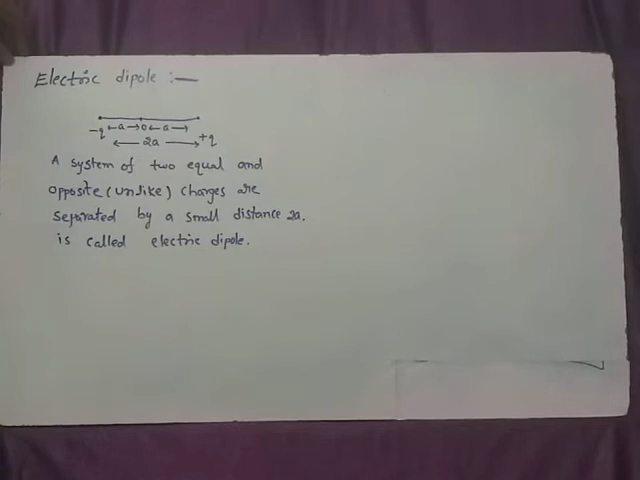 Electric dipole :—
-q ←a→o←a→ +q
←2a→
A system of two equal and
opposite (unlike) charges are
separated by a small distance 2a.
is called electric dipole.